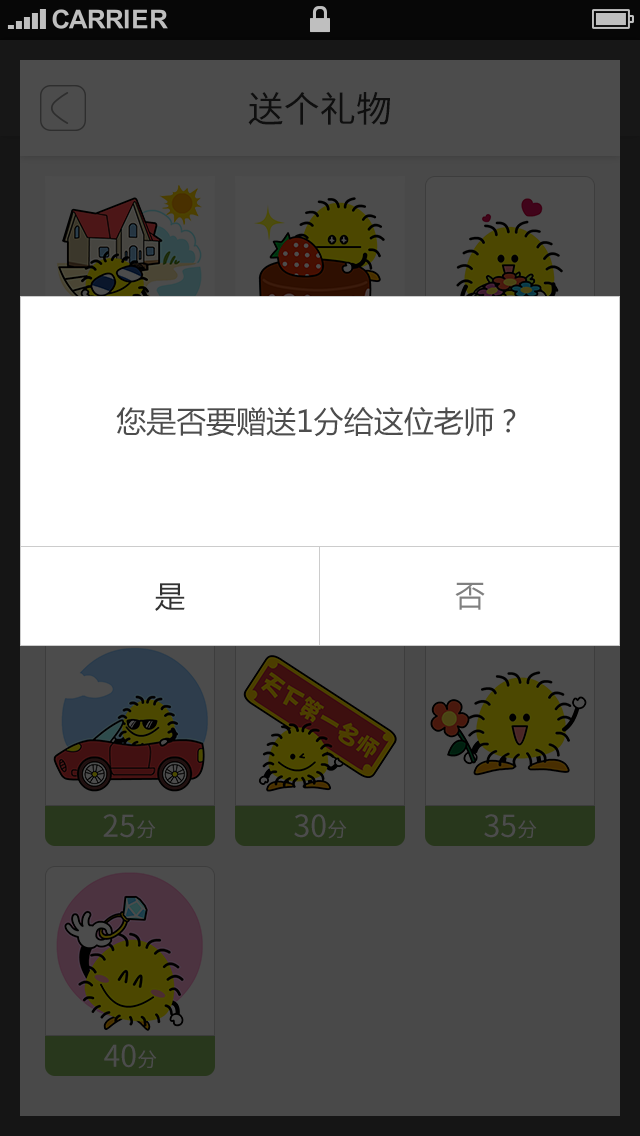 CARRIER
送个礼物
您是否要赠送1分给这位老师？
是 否
天下第一名师
25分 30分 35分
40分